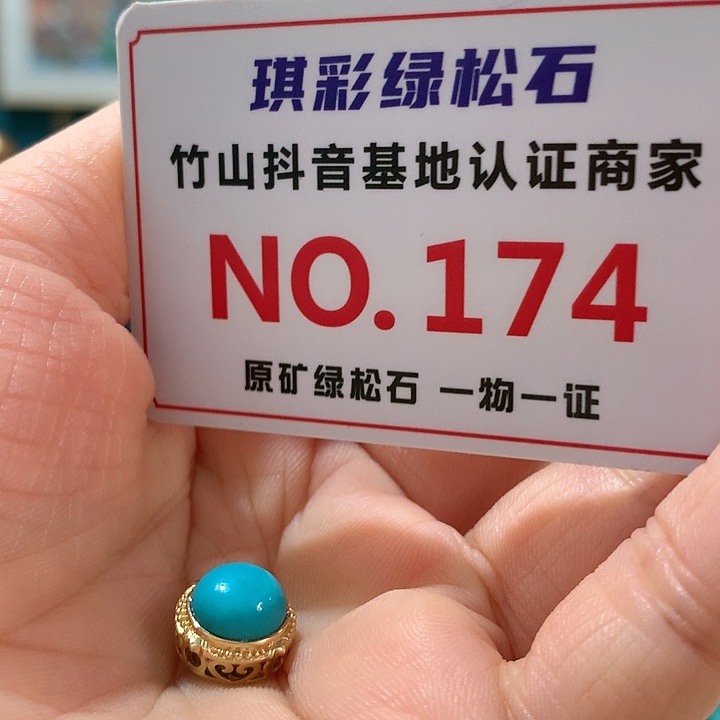 琪彩绿松石
竹山抖音基地认证商家
NO.174
原矿绿松石 一物一证